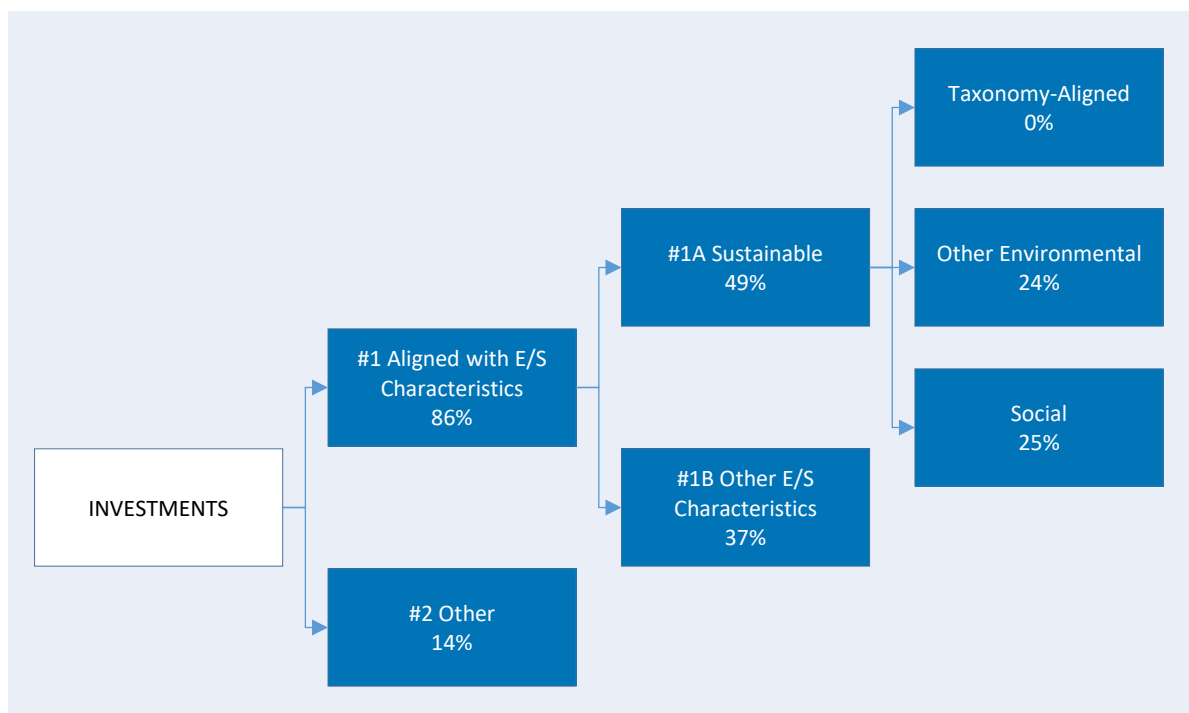 INVESTMENTS
#1 Aligned with E/S
Characteristics
86%
#2 Other
14%
#1A Sustainable
49%
#1B Other E/S
Characteristics
37%
Taxonomy-Aligned
0%
Other Environmental
24%
Social
25%